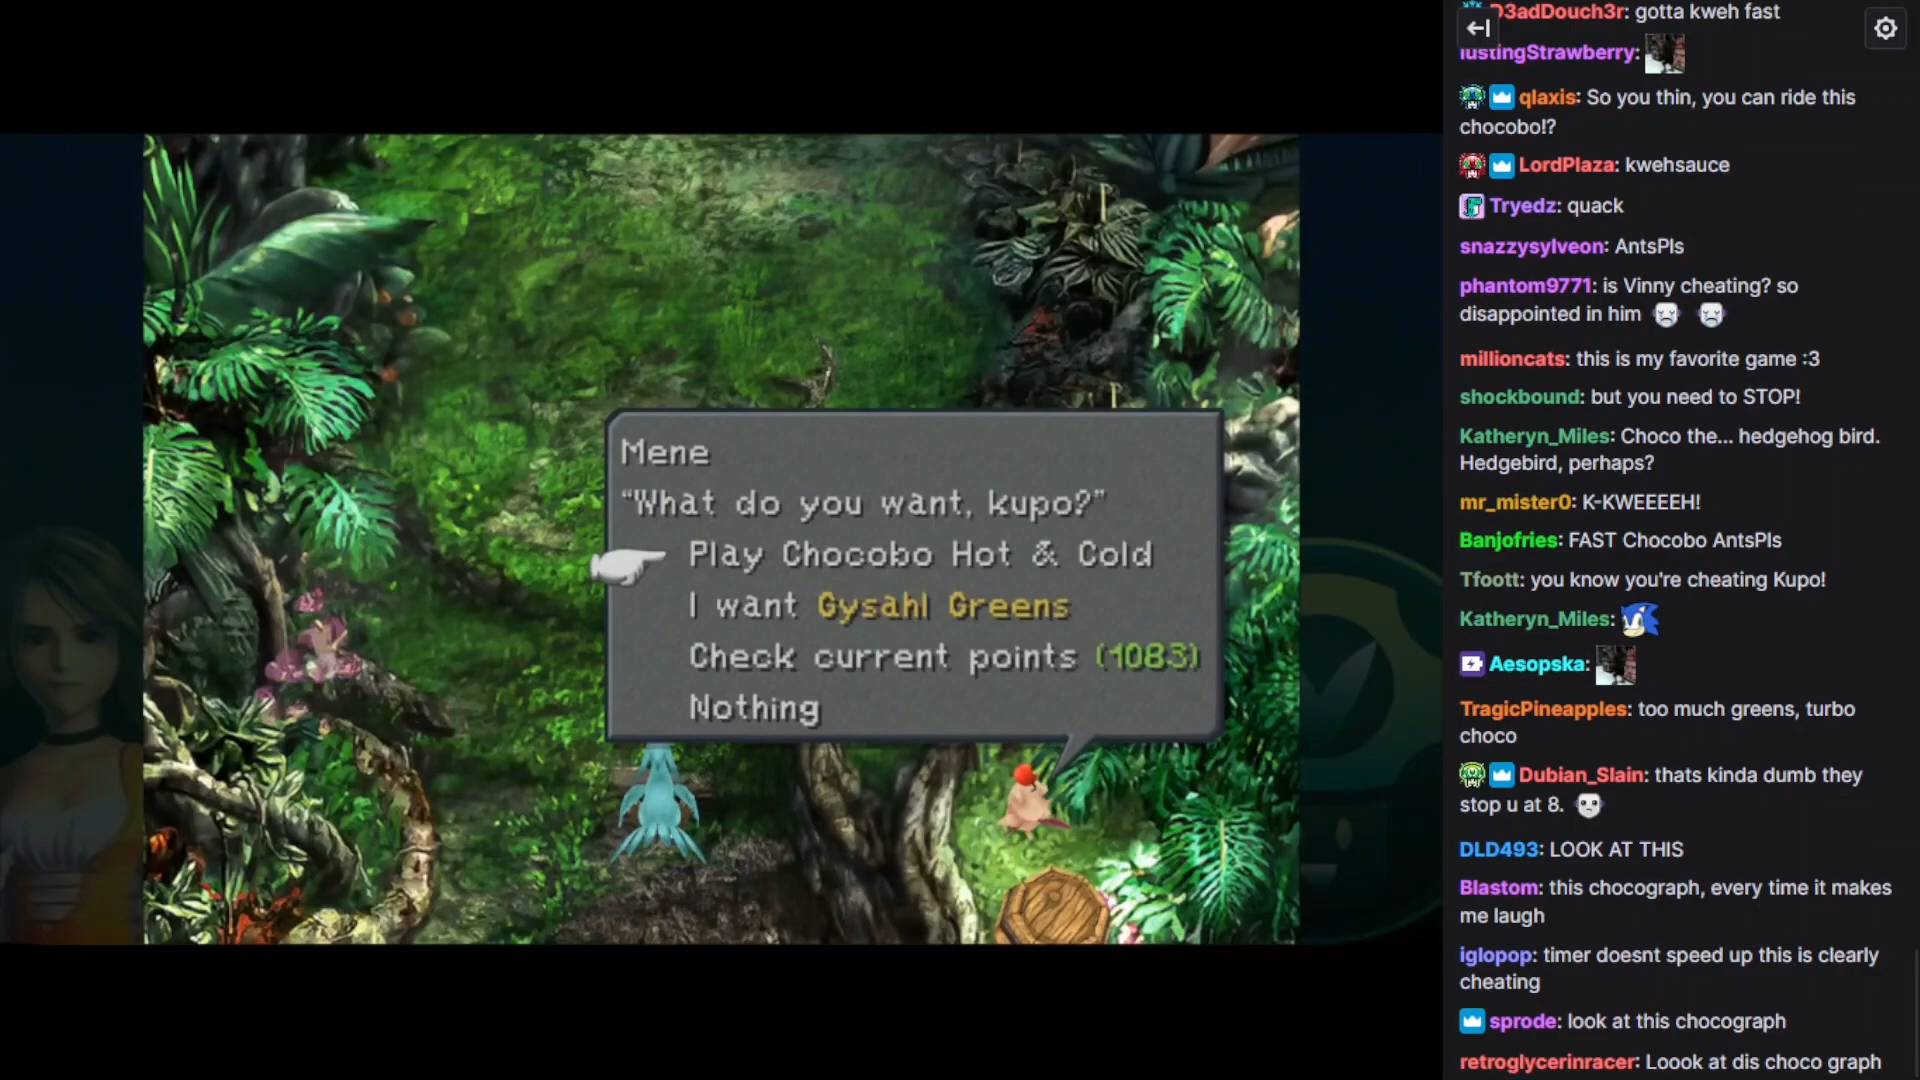 Mene
“What do you want, kupo?”
Play Chocobo Hot & Cold
I want Gysahl Greens
Check current points (1083)
Nothing
D3adDouch3r: gotta kweh fast
lustingStrawberry:
qlaxis: So you thin, you can ride this
chocobo!?
LordPlaza: kwehsauce
Tryedz: quack
snazzysylveon: AntsPls
phantom9771: is Vinny cheating? so
disappointed in him
millioncats: this is my favorite game :3
shockbound: but you need to STOP!
Katheryn_Miles: Choco the... hedgehog bird.
Hedgebird, perhaps?
mr_mister0: K-KWEEEEH!
Banjofries: FAST Chocobo AntsPls
Tfoott: you know you're cheating Kupo!
Katheryn_Miles:
Aesopska:
TragicPineapples: too much greens, turbo
choco
Dubian_Slain: thats kinda dumb they
stop u at 8.
DLD493: LOOK AT THIS
Blastom: this chocograph, every time it makes
me laugh
iglopop: timer doesnt speed up this is clearly
cheating
sprode: look at this chocograph
retroglycerinracer: Loook at dis choco graph